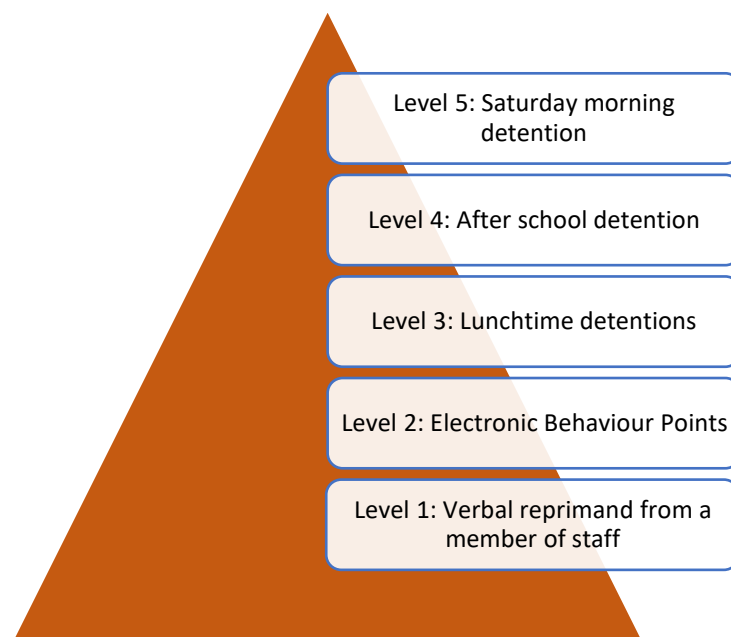 Level 5: Saturday morning
detention
Level 4: After school detention
Level 3: Lunchtime detentions
Level 2: Electronic Behaviour Points
Level 1: Verbal reprimand from a
member of staff